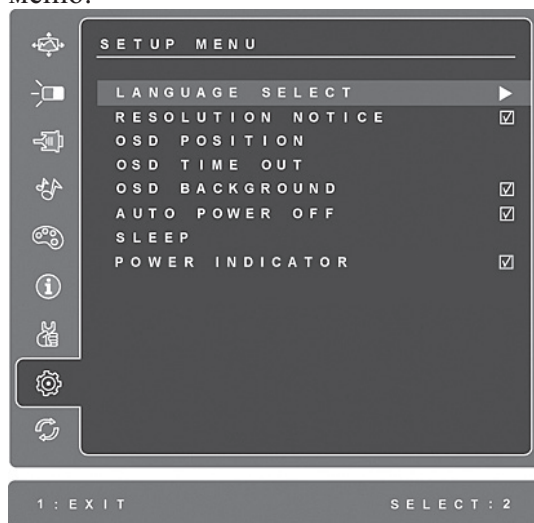 Меню.
SETUP MENU
LANGUAGE SELECT
RESOLUTION NOTICE
OSD POSITION
OSD TIME OUT
OSD BACKGROUND
AUTO POWER OFF
SLEEP
POWER INDICATOR
1:EXIT SELECT:2